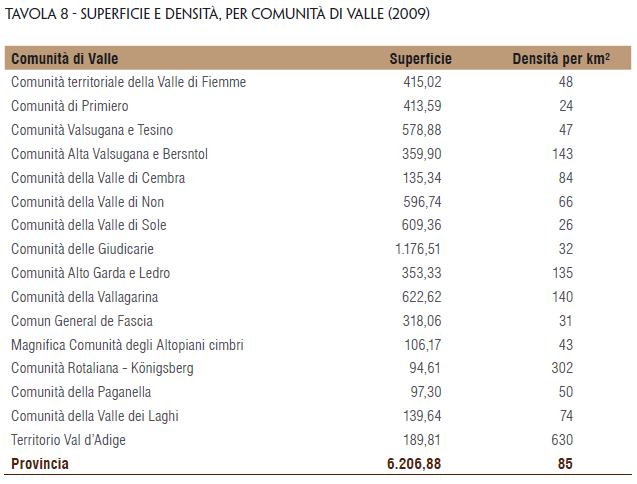 TAVOLA 8 - SUPERFICIE E DENSITÀ, PER COMUNITÀ DI VALLE (2009)
Comunità di Valle Superficie Densità per km²
Comunità territoriale della Valle di Fiemme 415,02 48
Comunità di Primiero 413,59 24
Comunità Valsugana e Tesino 578,88 47
Comunità Alta Valsugana e Bersntol 359,90 143
Comunità della Valle di Cembra 135,34 84
Comunità della Valle di Non 596,74 66
Comunità della Valle di Sole 609,36 26
Comunità delle Giudicarie 1.176,51 32
Comunità Alto Garda e Ledro 353,33 135
Comunità della Vallagarina 622,62 140
Comun General de Fascia 318,06 31
Magnifica Comunità degli Altopiani cimbri 106,17 43
Comunità Rotaliana - Königsberg 94,61 302
Comunità della Paganella 97,30 50
Comunità della Valle dei Laghi 139,64 74
Territorio Val d'Adige 189,81 630
Provincia 6.206,88 85